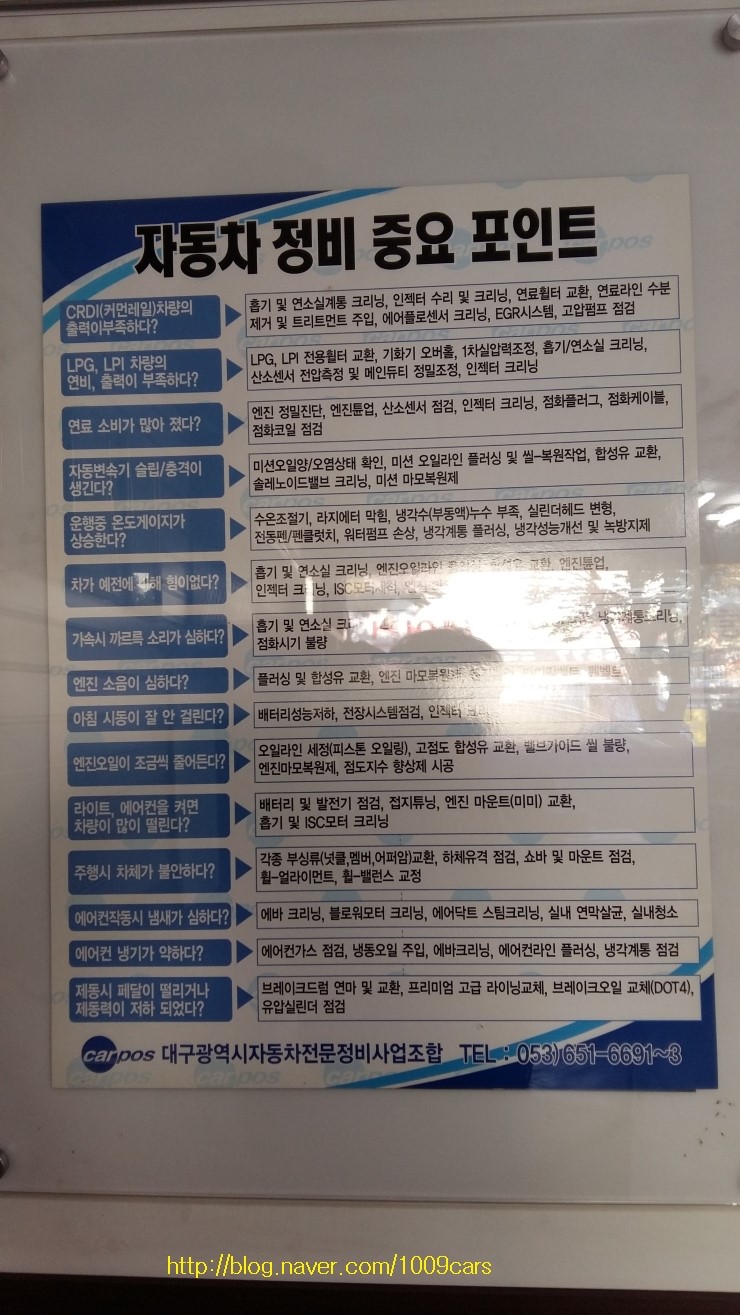 자동차 정비 중요 포인트
CRDI(커먼레일)차량의
출력이부족하다?
흡기 및 연소실계통 크리닝, 인젝터 수리 및 크리닝, 연료휠터 교환, 연료라인 수분
제거 및 트리트먼트 주입, 에어플로센서 크리닝, EGR시스템, 고압펌프 점검
LPG, LPI 차량의
연비, 출력이 부족하다?
LPG, LPI 전용휠터 교환, 기화기 오버홀, 1차실압력조정, 흡기/연소실 크리닝,
산소센서 전압측정 및 메인듀티 정밀조정, 인젝터 크리닝
연료 소비가 많아 졌다?
엔진 정밀진단, 엔진튠업, 산소센서 점검, 인젝터 크리닝, 점화플러그, 점화케이블,
점화코일 점검
자동변속기 슬립/충격이
생긴다?
미션오일양/오염상태 확인, 미션 오일라인 플러싱 및 씰-복원작업, 합성유 교환,
솔레노이드밸브 크리닝, 미션 마모복원제
운행중 온도게이지가
상승한다?
수온조절기, 라지에터 막힘, 냉각수(부동액)누수 부족, 실린더헤드 변형,
전동펜/펜클럿치, 워터펌프 손상, 냉각계통 플러싱, 냉각성능개선 및 녹방지제
차가 예전에 해 힘이없다?
흡기 및 연소실 크리닝, 엔진오일라인 교환, 엔진튠업,
인젝터 크리닝, ISC모터세척,
가속시 까르륵 소리가 심하다?
흡기 및 연소실
점화시기 불량
엔진 소음이 심하다?
플러싱 및 합성유 교환, 엔진 마모복원제,
아침 시동이 잘 안 걸린다?
배터리성능저하, 전장시스템점검, 인젝터
엔진오일이 조금씩 줄어든다?
오일라인 세정(피스톤 오일링), 고점도 합성유 교환, 밸브가이드 씰 불량,
엔진마모복원제, 점도지수 향상제 시공
라이트, 에어컨을 켜면
차량이 많이 떨린다?
배터리 및 발전기 점검, 접지튜닝, 엔진 마운트(미미) 교환,
흡기 및 ISC모터 크리닝
주행시 차체가 불안하다?
각종 부싱류(넛클,멤버,어퍼암)교환, 하체유격 점검, 쇼바 및 마운트 점검,
휠-얼라이먼트, 휠-밸런스 교정
에어컨작동시 냄새가 심하다?
에바 크리닝, 블로워모터 크리닝, 에어닥트 스팀크리닝, 실내 연막살균, 실내청소
에어컨 냉기가 약하다?
에어컨가스 점검, 냉동오일 주입, 에바크리닝, 에어컨라인 플러싱, 냉각계통 점검
제동시 페달이 떨리거나
제동력이 저하 되었다?
브레이크드럼 연마 및 교환, 프리미엄 고급 라이닝교체, 브레이크오일 교체(DOT4),
유압실린더 점검
carpos 대구광역시자동차전문정비사업조합 TEL : 053)651-6691~3
http://blog.naver.com/1009cars